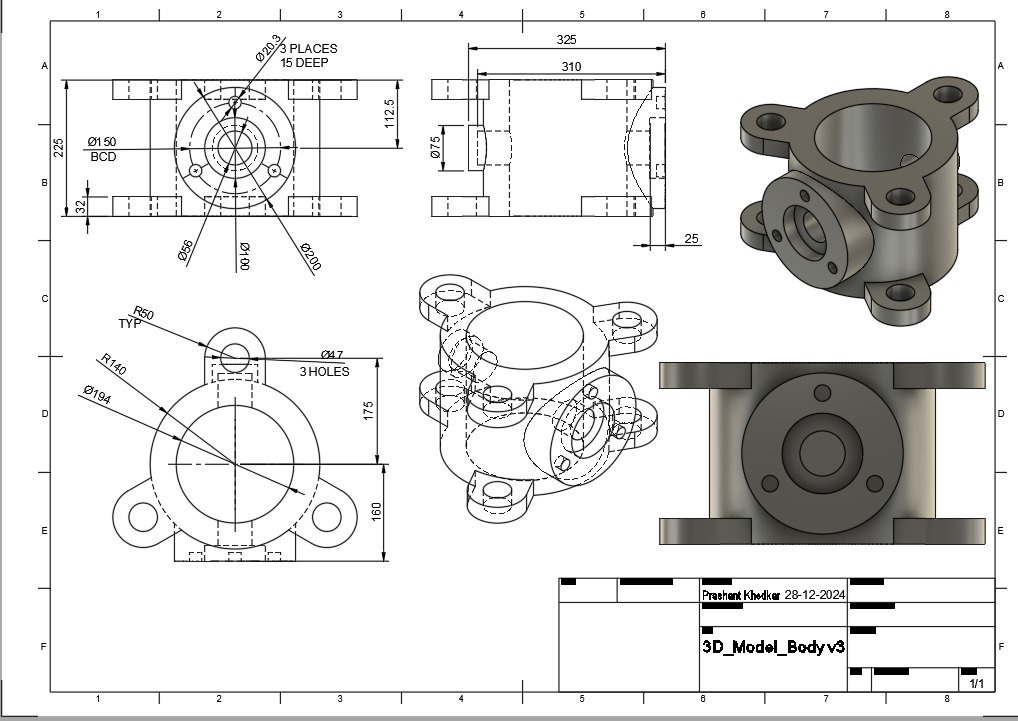 1 2 3 4 5 6 7 8
A A
B B
C C
D D
E E
F F
Ø20.3
3 PLACES
15 DEEP
225
Ø150
BCD
32
112.5
Ø56
Ø100
Ø200
325
310
Ø75
25
R50
TYP
R140
Ø194
Ø47
3 HOLES
175
160
Prashant Khedkar 28-12-2024
3D_Model_Body v3
1/1
1 2 3 4 5 6 7 8